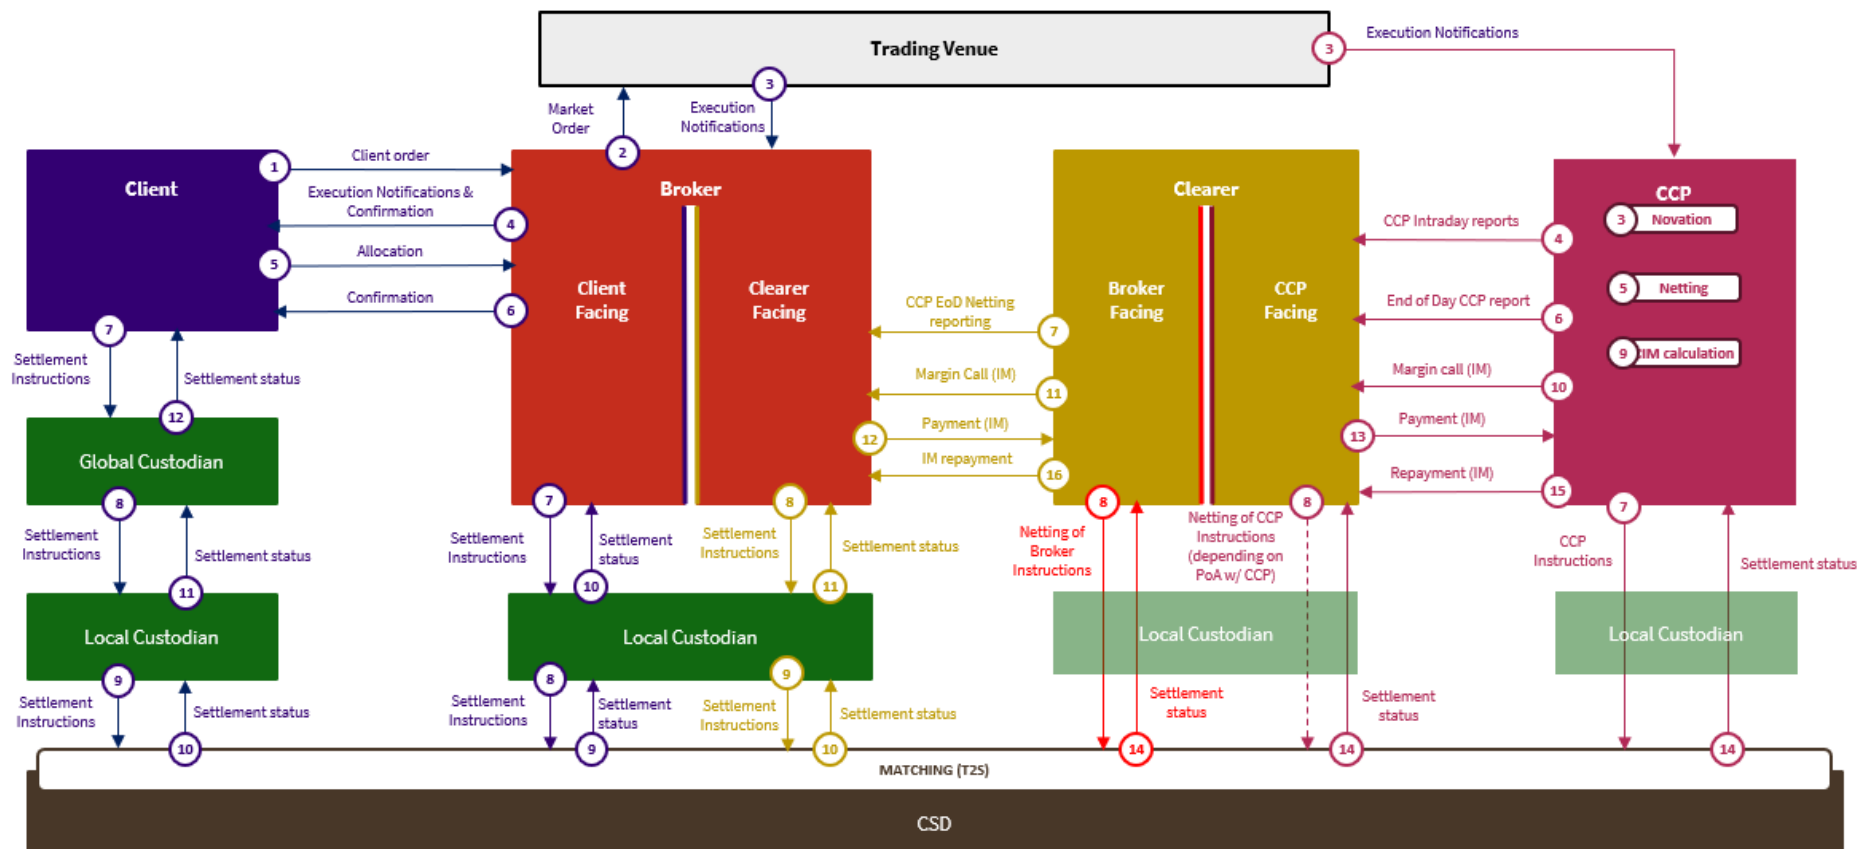 Trading Venue
3
Execution Notifications
3
Market
Order
Execution
Notifications
2
Client
1
Client order
Execution Notifications &
Confirmation
4
5
Allocation
Confirmation
6
Broker
Client
Facing
Clearer
Facing
Clearer
Broker
Facing
CCP
Facing
CCP
3
Novation
5
Netting
9
IM calculation
CCP Intraday reports
4
End of Day CCP report
6
Margin call (IM)
10
13
Payment (IM)
Repayment (IM)
15
CCP EoD Netting
reporting
7
Margin Call (IM)
11
12
Payment (IM)
IM repayment
16
7
Settlement
Instructions
Settlement status
12
Global Custodian
8
Settlement
Instructions
Settlement status
11
Local Custodian
9
Settlement
Instructions
Settlement status
10
7
Settlement
Instructions
Settlement
status
10
8
Settlement
Instructions
Settlement status
11
Local Custodian
8
Settlement
Instructions
Settlement
status
9
9
Settlement
Instructions
Settlement status
10
8
Netting of
Broker
Instructions
8
Netting of CCP
Instructions
(depending on
PoA w/ CCP)
Local Custodian
Settlement
status
14
Settlement
status
14
7
CCP
Instructions
Settlement status
Local Custodian
14
MATCHING (T2S)
CSD